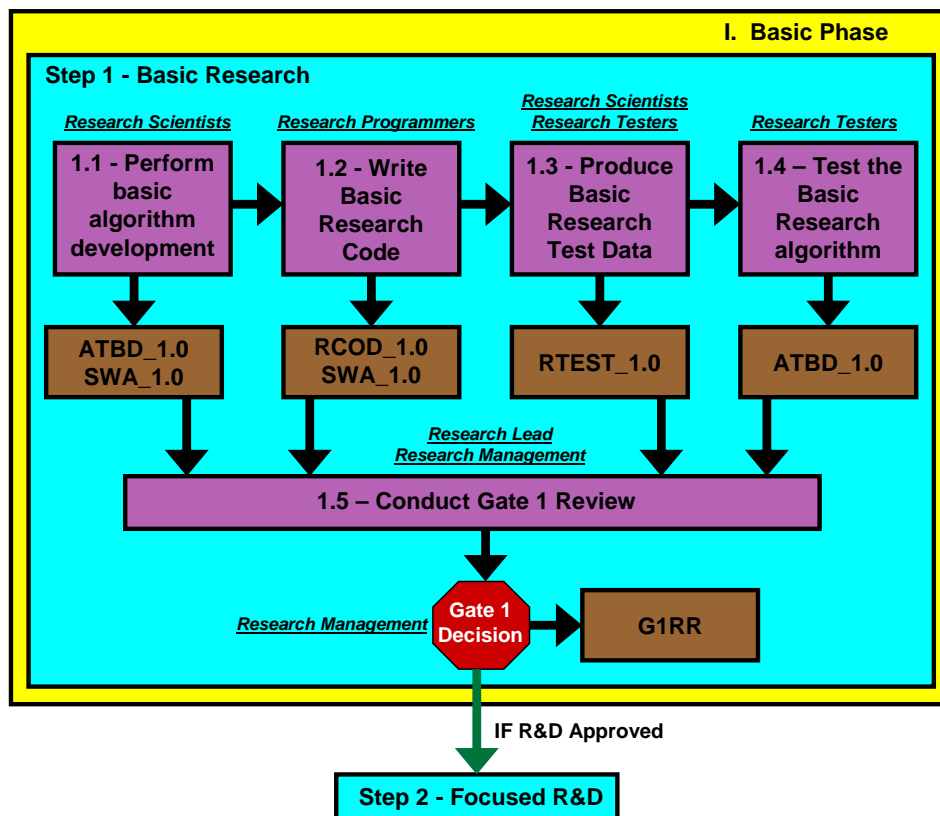 I. Basic Phase
Step 1 - Basic Research
Research Scientists
Research Programmers
Research Scientists
Research Testers
Research Testers
1.1 - Perform
basic
algorithm
development
1.2 - Write
Basic
Research
Code
1.3 - Produce
Basic
Research
Test Data
1.4 – Test the
Basic
Research
algorithm
ATBD_1.0
SWA_1.0
RCOD_1.0
SWA_1.0
RTEST_1.0
ATBD_1.0
Research Lead
Research Management
1.5 – Conduct Gate 1 Review
Research Management
Gate 1
Decision
G1RR
IF R&D Approved
Step 2 - Focused R&D